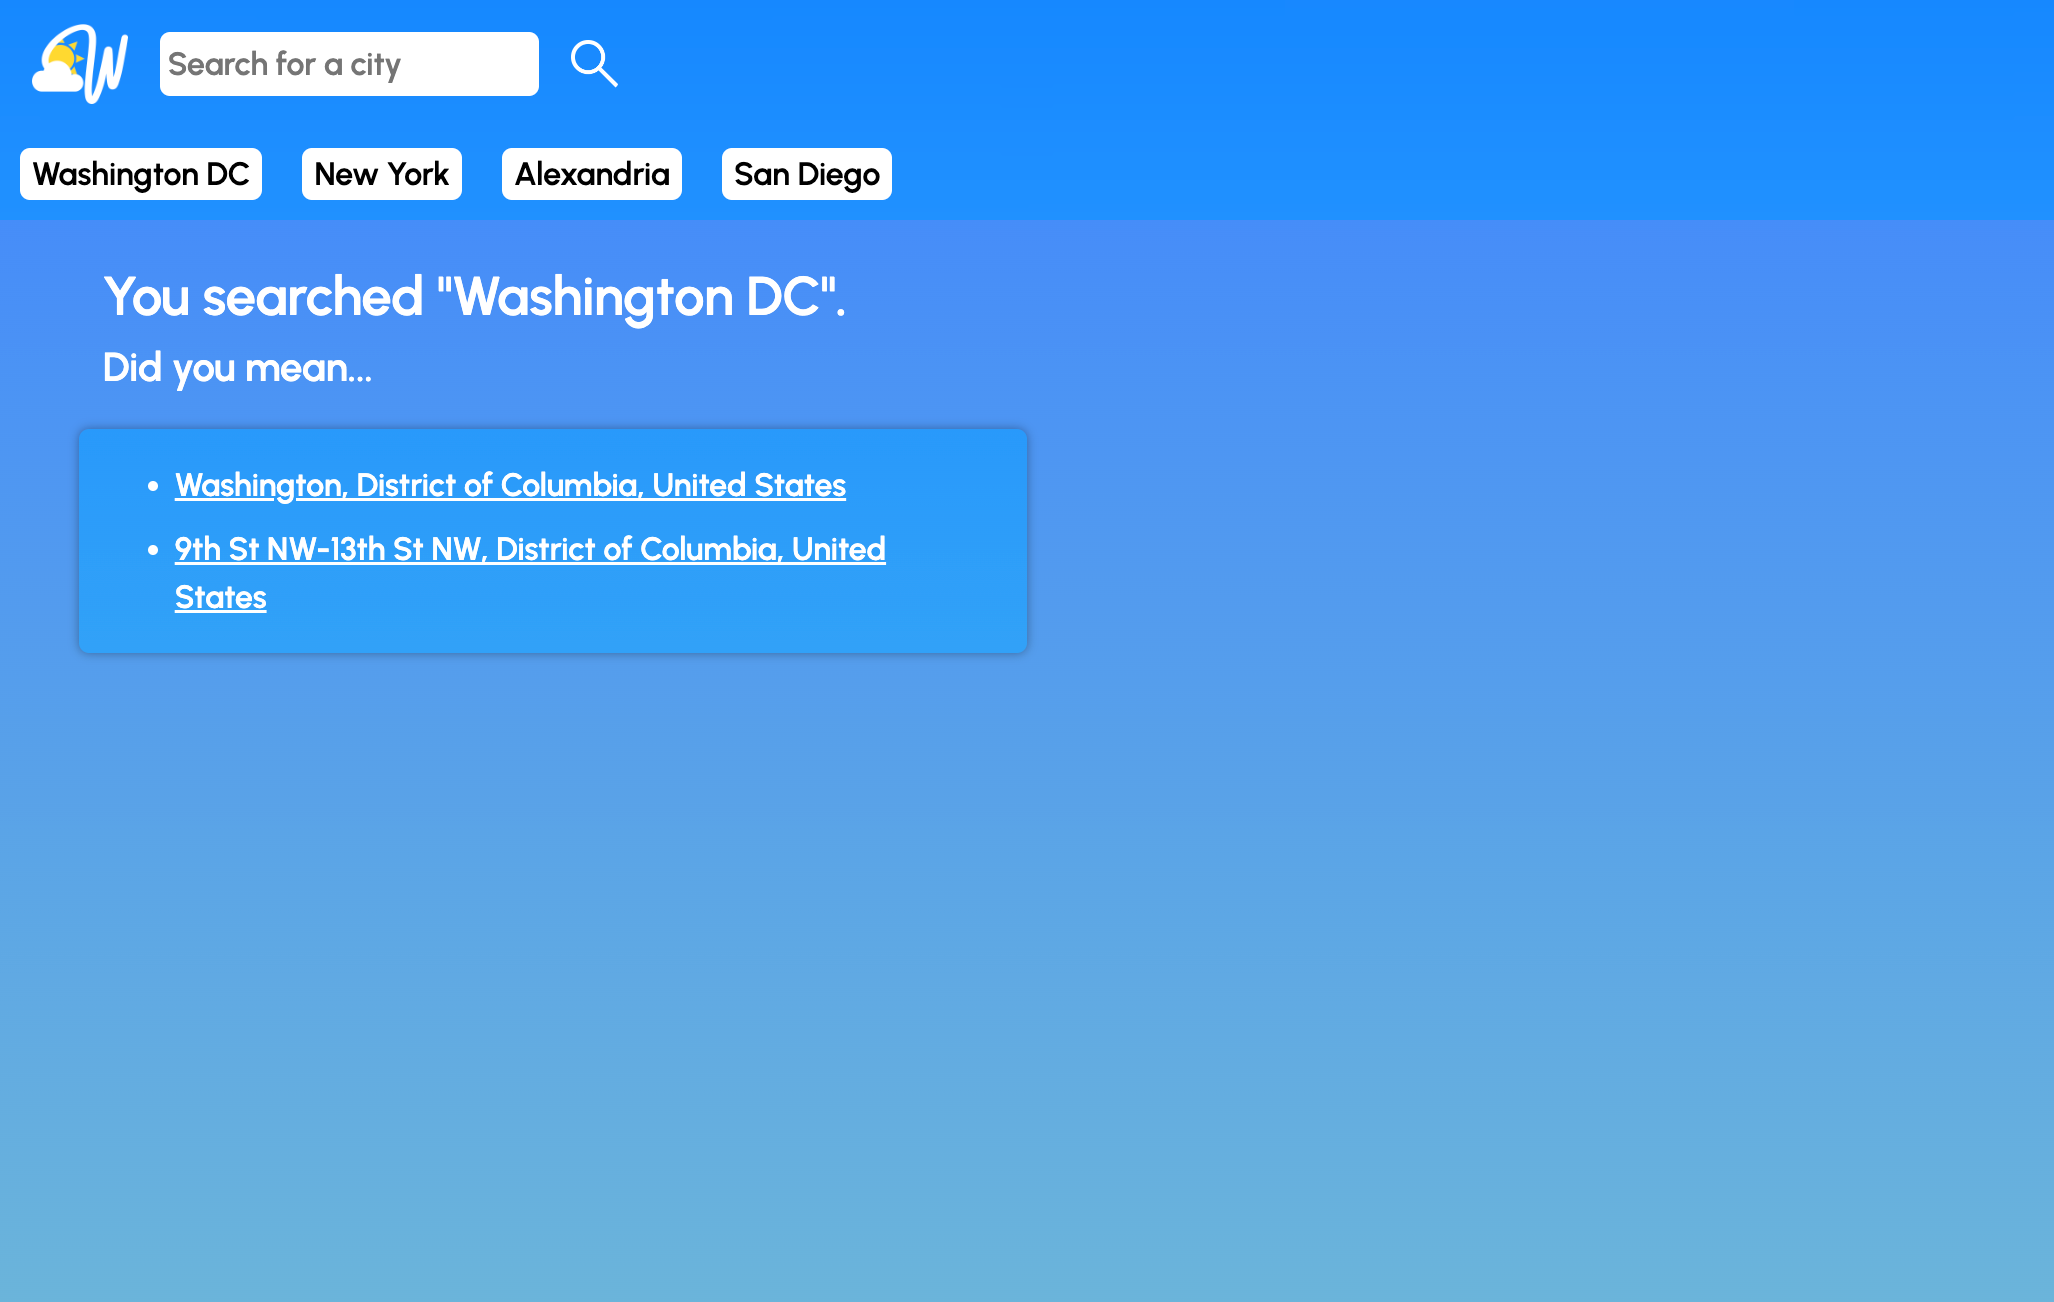 W
Search for a city
Washington DC
New York
Alexandria
San Diego
You searched "Washington DC".
Did you mean...
Washington, District of Columbia, United States
9th St NW-13th St NW, District of Columbia, United
States